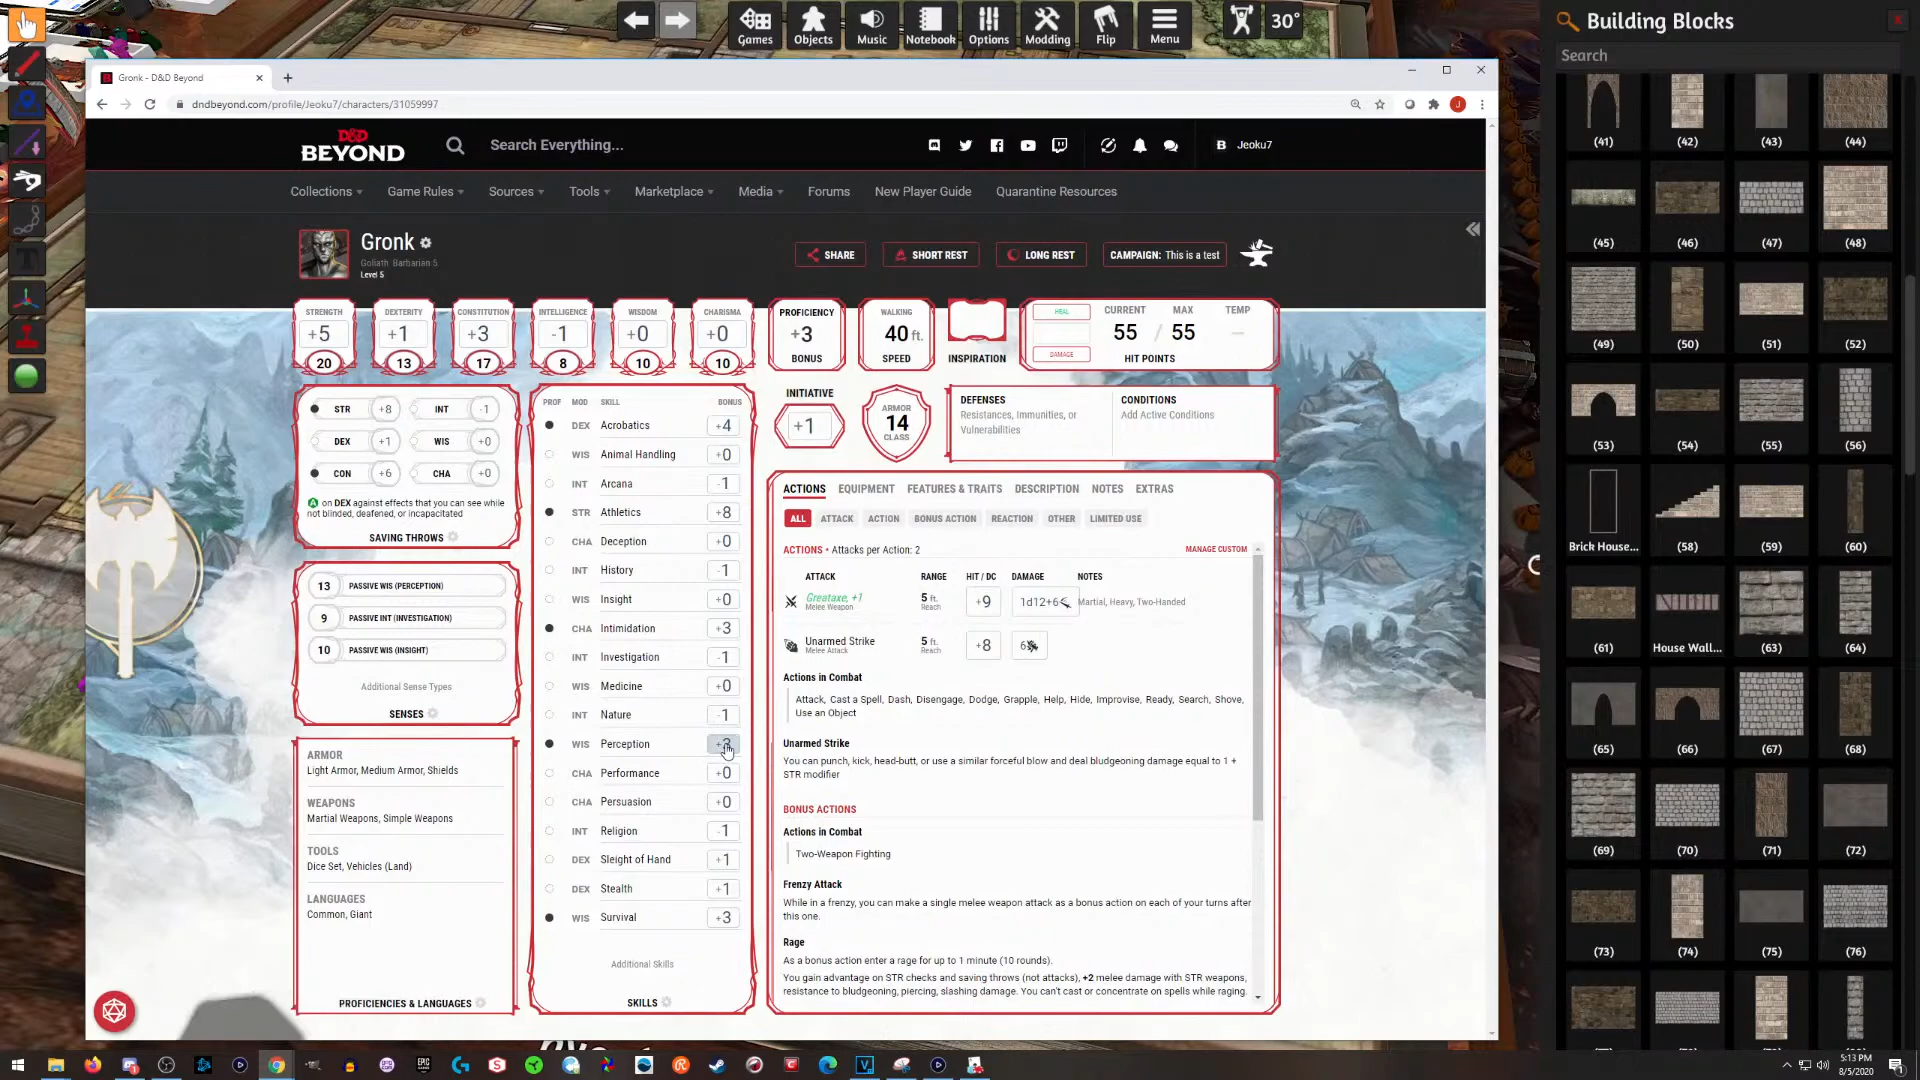 Games
Objects
Music
Notebook
Options
Modding
Flip
Menu
30°
Building Blocks
Search
Gronk - D&D Beyond
dndbeyond.com/profile/Jeoku7/characters/31059997
J
D&D
BEYOND
Search Everything...
B Jeoku7
Collections
Game Rules
Sources
Tools
Marketplace
Media
Forums
New Player Guide
Quarantine Resources
Gronk
Goliath Barbarian 5
Level 5
SHARE
SHORT REST
LONG REST
CAMPAIGN: This is a test
STRENGTH
+5
20
DEXTERITY
+1
13
CONSTITUTION
+3
17
INTELLIGENCE
-1
8
WISDOM
+0
10
CHARISMA
+0
10
PROFICIENCY
+3
BONUS
WALKING
40 ft.
SPEED
INSPIRATION
HEAL
DAMAGE
CURRENT MAX TEMP
55 / 55 —
HIT POINTS
STR +8 INT -1
DEX +1 WIS +0
CON +6 CHA +0
A on DEX against effects that you can see while
not blinded, deafened, or incapacitated
SAVING THROWS
13 PASSIVE WIS (PERCEPTION)
9 PASSIVE INT (INVESTIGATION)
10 PASSIVE WIS (INSIGHT)
Additional Sense Types
SENSES
ARMOR
Light Armor, Medium Armor, Shields
WEAPONS
Martial Weapons, Simple Weapons
TOOLS
Dice Set, Vehicles (Land)
LANGUAGES
Common, Giant
PROFICIENCIES & LANGUAGES
PROF MOD SKILL BONUS
DEX Acrobatics +4
WIS Animal Handling +0
INT Arcana -1
STR Athletics +8
CHA Deception +0
INT History -1
WIS Insight +0
CHA Intimidation +3
INT Investigation -1
WIS Medicine +0
INT Nature -1
WIS Perception +3
CHA Performance +0
CHA Persuasion +0
INT Religion -1
DEX Sleight of Hand +1
DEX Stealth +1
WIS Survival +3
Additional Skills
SKILLS
INITIATIVE
+1
ARMOR
14
CLASS
DEFENSES
Resistances, Immunities, or
Vulnerabilities
CONDITIONS
Add Active Conditions
ACTIONS EQUIPMENT FEATURES & TRAITS DESCRIPTION NOTES EXTRAS
ALL ATTACK ACTION BONUS ACTION REACTION OTHER LIMITED USE
ACTIONS • Attacks per Action: 2
MANAGE CUSTOM
ATTACK RANGE HIT / DC DAMAGE NOTES
Greataxe, +1
Melee Weapon
5 ft.
Reach
+9
1d12+6
Martial, Heavy, Two-Handed
Unarmed Strike
Melee Attack
5 ft.
Reach
+8
6
Actions in Combat
Attack, Cast a Spell, Dash, Disengage, Dodge, Grapple, Help, Hide, Improvise, Ready, Search, Shove,
Use an Object
Unarmed Strike
You can punch, kick, head-butt, or use a similar forceful blow and deal bludgeoning damage equal to 1 +
STR modifier
BONUS ACTIONS
Actions in Combat
Two-Weapon Fighting
Frenzy Attack
While in a frenzy, you can make a single melee weapon attack as a bonus action on each of your turns after
this one.
Rage
As a bonus action enter a rage for up to 1 minute (10 rounds).
You gain advantage on STR checks and saving throws (not attacks), +2 melee damage with STR weapons,
resistance to bludgeoning, piercing, slashing damage. You can't cast or concentrate on spells while raging.
(41) (42) (43) (44)
(45) (46) (47) (48)
(49) (50) (51) (52)
(53) (54) (55) (56)
Brick House... (58) (59) (60)
(61) House Wall... (63) (64)
(65) (66) (67) (68)
(69) (70) (71) (72)
(73) (74) (75) (76)
5:13 PM
8/5/2020